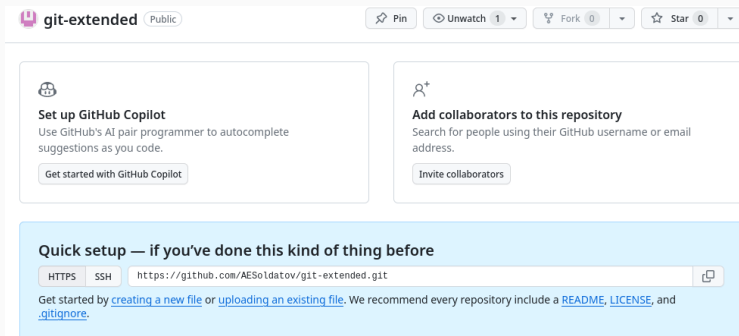 git-extended Public Pin Unwatch 1 Fork 0 Star 0
Set up GitHub Copilot
Use GitHub's AI pair programmer to autocomplete
suggestions as you code.
Get started with GitHub Copilot
Add collaborators to this repository
Search for people using their GitHub username or email
address.
Invite collaborators
Quick setup — if you've done this kind of thing before
HTTPS SSH https://github.com/AESoldatov/git-extended.git
Get started by creating a new file or uploading an existing file. We recommend every repository include a README, LICENSE, and
.gitignore.